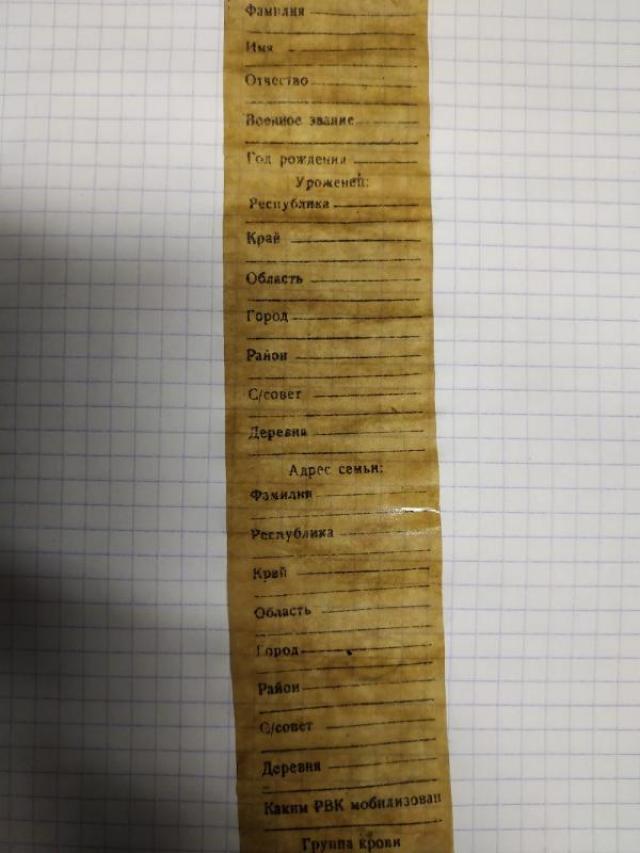 Фамилия
Имя
Отчество
Военное звание
Год рождения
Уроженец:
Республика
Край
Область
Город
Район
С/совет
Деревня
Адрес семьи:
Фамилия
Республика
Край
Область
Город
Район
С/совет
Деревня
Каким РВК мобилизован
Группа крови